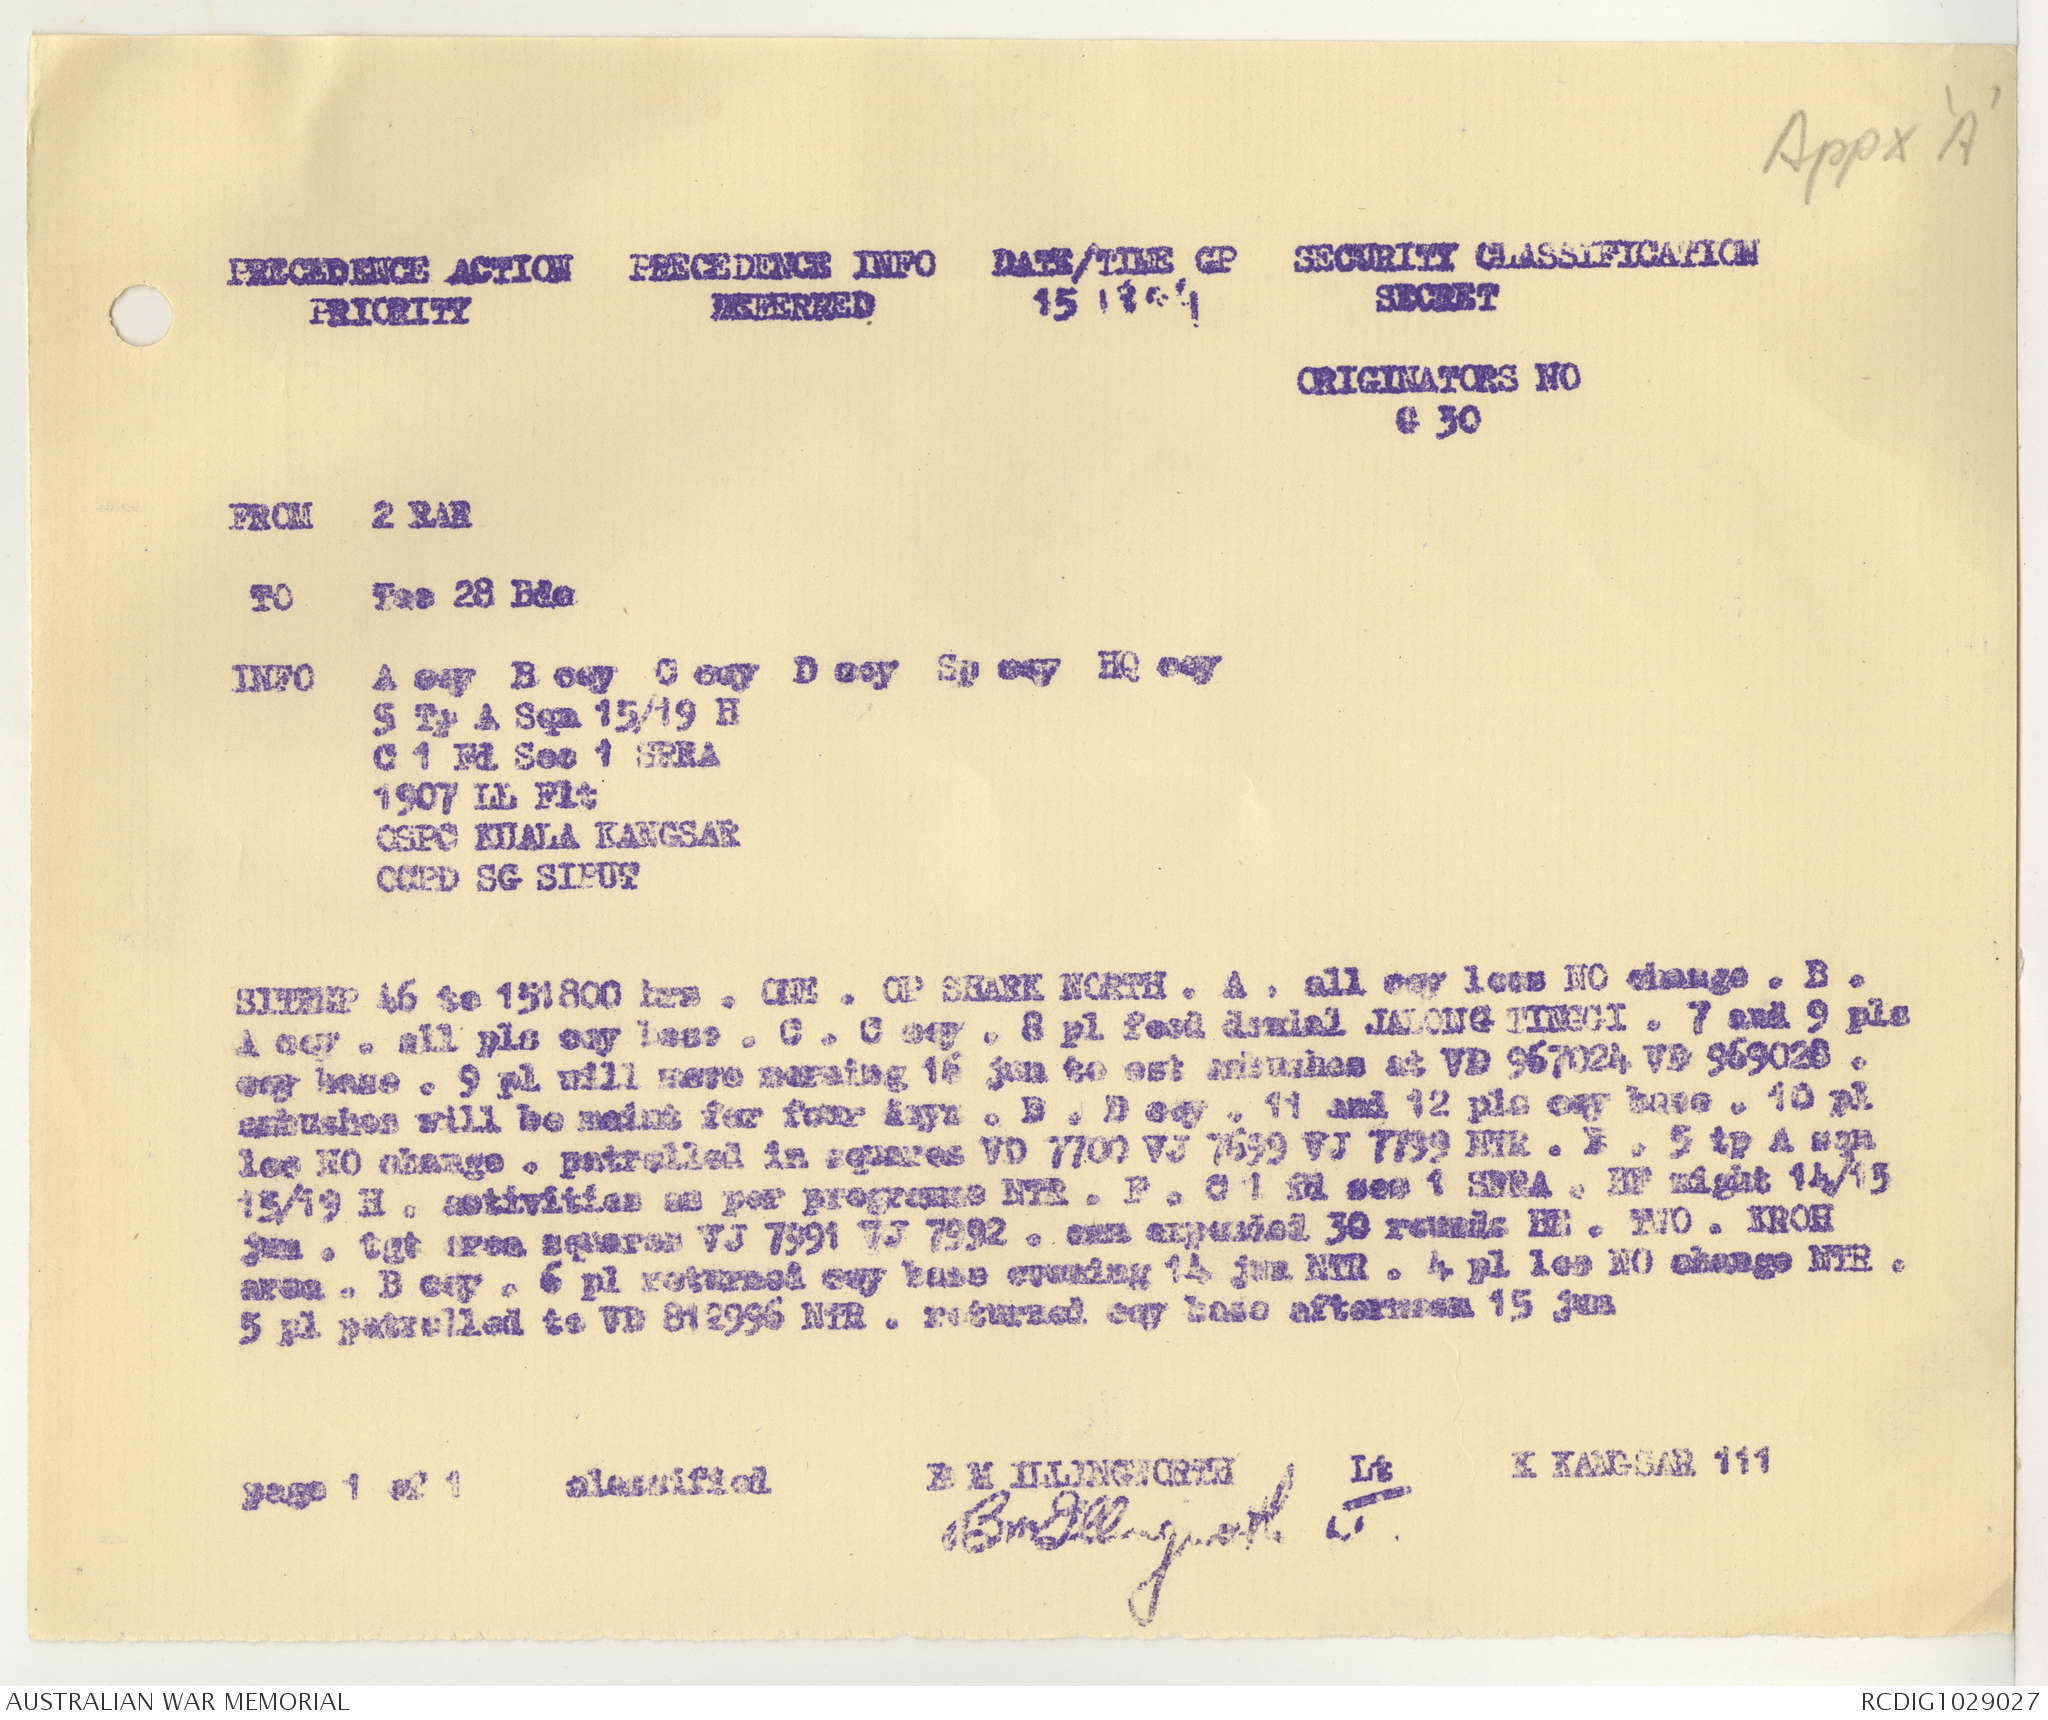 Appx 'A'
PRECEDENCE ACTION PRECEDENCE INFO DATE/TIME GP SECURITY CLASSIFICATION
PRIORITY DEFERRED 15 SECRET
ORIGINATORS NO
G 30
FROM 2 RAR
TO Tac 28 Bde
INFO A coy B coy C coy D coy Sp coy HQ coy
5 Tp A Sqn 15/19 H
C 1 Fd Sec 1 SPRA
1907 LL Flt
OSPC KUALA KANGSAR
OCPD SG SIPUT
SITREP 46 to 151800 hrs . ONE . OP SHARK NORTH . A . all coy locs NO change . B .
A coy . all pls coy base . C . C coy . 8 pl food denial JALONG TINGGI . 7 and 9 pls
coy base . 9 pl will move morning 16 jun to est ambushes at VD 967024 VD 969028 .
ambushes will be maint for four days . D . D coy . 11 and 12 pls coy base . 10 pl
loc NO change . patrolled in squares VD 7700 VJ 7699 VJ 7799 NTR . E . 5 tp A sqn
15/19 H . activities as per programme NTR . F . C 1 fd sec 1 SPRA . HF night 14/15
jun . tgt area squares VJ 7991 VJ 7992 . amn expended 30 rounds HE . TWO . KROH
area . B coy . 6 pl returned coy base evening 14 jun NTR . 4 pl loc NO change NTR .
5 pl patrolled to VD 812996 NTR . returned coy base afternoon 15 jun
page 1 of 1 classified B M ILLINGWORTH Lt K KANGSAR 111
BM Illingworth Lt.
AUSTRALIAN WAR MEMORIAL RCDIG1029027